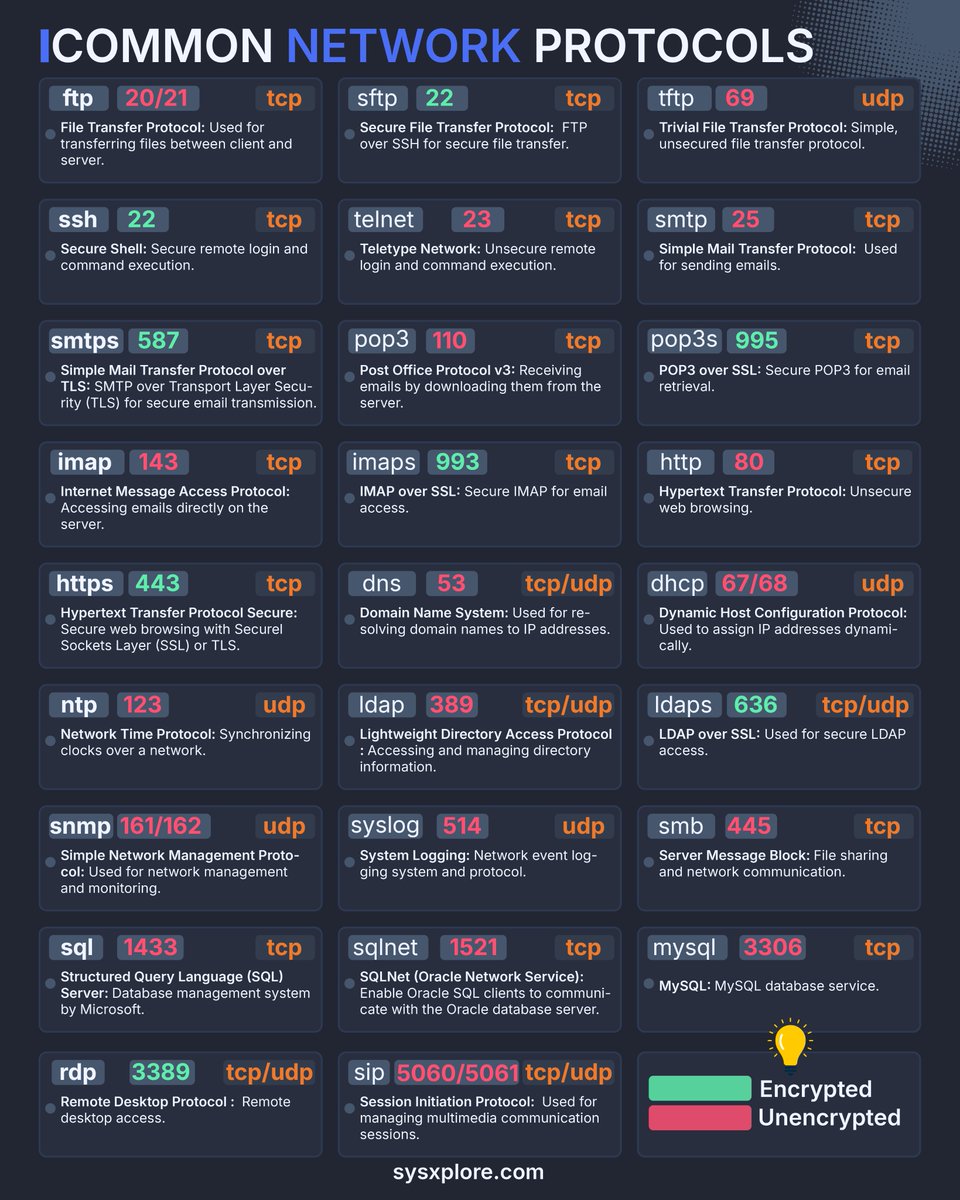 ICOMMON NETWORK PROTOCOLS
ftp 20/21 tcp
File Transfer Protocol: Used for
transferring files between client and
server.
sftp 22 tcp
Secure File Transfer Protocol: FTP
over SSH for secure file transfer.
tftp 69 udp
Trivial File Transfer Protocol: Simple,
unsecured file transfer protocol.
ssh 22 tcp
Secure Shell: Secure remote login and
command execution.
telnet 23 tcp
Teletype Network: Unsecure remote
login and command execution.
smtp 25 tcp
Simple Mail Transfer Protocol: Used
for sending emails.
smtps 587 tcp
Simple Mail Transfer Protocol over
TLS: SMTP over Transport Layer Secu-
rity (TLS) for secure email transmission.
pop3 110 tcp
Post Office Protocol v3: Receiving
emails by downloading them from the
server.
pop3s 995 tcp
POP3 over SSL: Secure POP3 for email
retrieval.
imap 143 tcp
Internet Message Access Protocol:
Accessing emails directly on the
server.
imaps 993 tcp
IMAP over SSL: Secure IMAP for email
access.
http 80 tcp
Hypertext Transfer Protocol: Unsecure
web browsing.
https 443 tcp
Hypertext Transfer Protocol Secure:
Secure web browsing with Securel
Sockets Layer (SSL) or TLS.
dns 53 tcp/udp
Domain Name System: Used for re-
solving domain names to IP addresses.
dhcp 67/68 udp
Dynamic Host Configuration Protocol:
Used to assign IP addresses dynami-
cally.
ntp 123 udp
Network Time Protocol: Synchronizing
clocks over a network.
ldap 389 tcp/udp
Lightweight Directory Access Protocol
: Accessing and managing directory
information.
ldaps 636 tcp/udp
LDAP over SSL: Used for secure LDAP
access.
snmp 161/162 udp
Simple Network Management Proto-
col: Used for network management
and monitoring.
syslog 514 udp
System Logging: Network event log-
ging system and protocol.
smb 445 tcp
Server Message Block: File sharing
and network communication.
sql 1433 tcp
Structured Query Language (SQL)
Server: Database management system
by Microsoft.
sqlnet 1521 tcp
SQLNet (Oracle Network Service):
Enable Oracle SQL clients to communi-
cate with the Oracle database server.
mysql 3306 tcp
MySQL: MySQL database service.
rdp 3389 tcp/udp
Remote Desktop Protocol : Remote
desktop access.
sip 5060/5061 tcp/udp
Session Initiation Protocol: Used for
managing multimedia communication
sessions.
Encrypted
Unencrypted
sysxplore.com